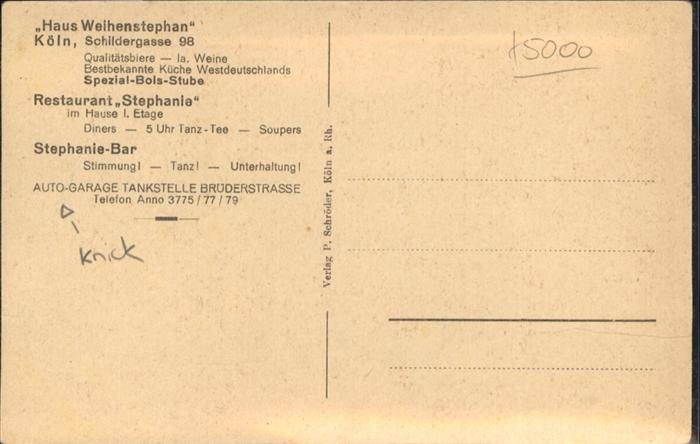 „Haus Weihenstephan“
Köln, Schildergasse 98
Qualitätsbiere — Ia. Weine
Bestbekannte Küche Westdeutschlands
Spezial-Bols-Stube
Restaurant „Stephanie“
im Hause I. Etage
Diners — 5 Uhr Tanz-Tee — Soupers
Stephanie-Bar
Stimmung! — Tanz! — Unterhaltung!
AUTO-GARAGE TANKSTELLE BRÜDERSTRASSE
Telefon Anno 3775/77/79
Knick
Verlag P. Schröder, Köln a. Rh.
15000